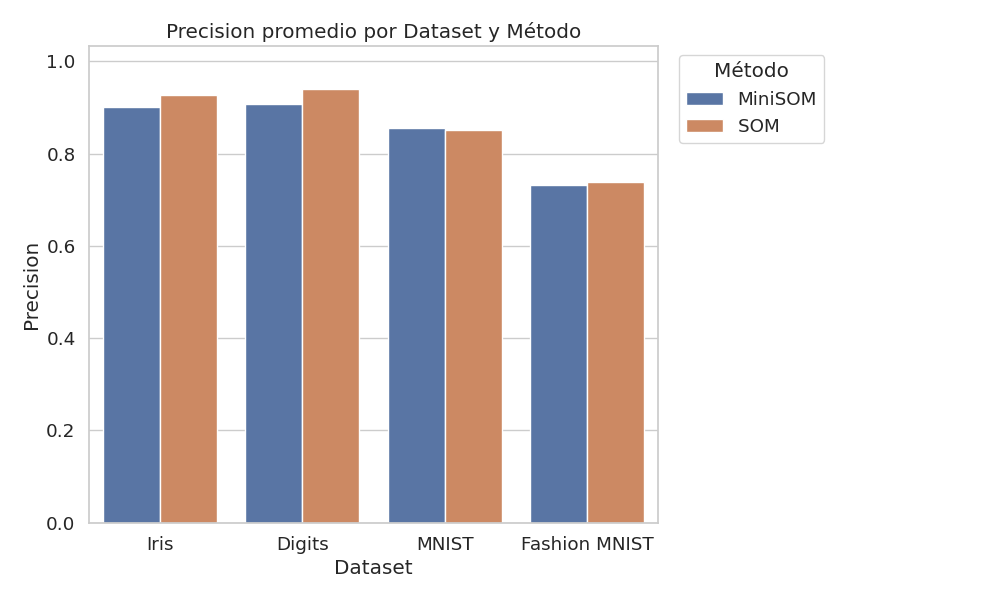 Precision promedio por Dataset y Método
Método
MiniSOM
SOM
1.0
0.8
0.6
0.4
0.2
0.0
Precision
Iris
Digits
MNIST
Fashion MNIST
Dataset